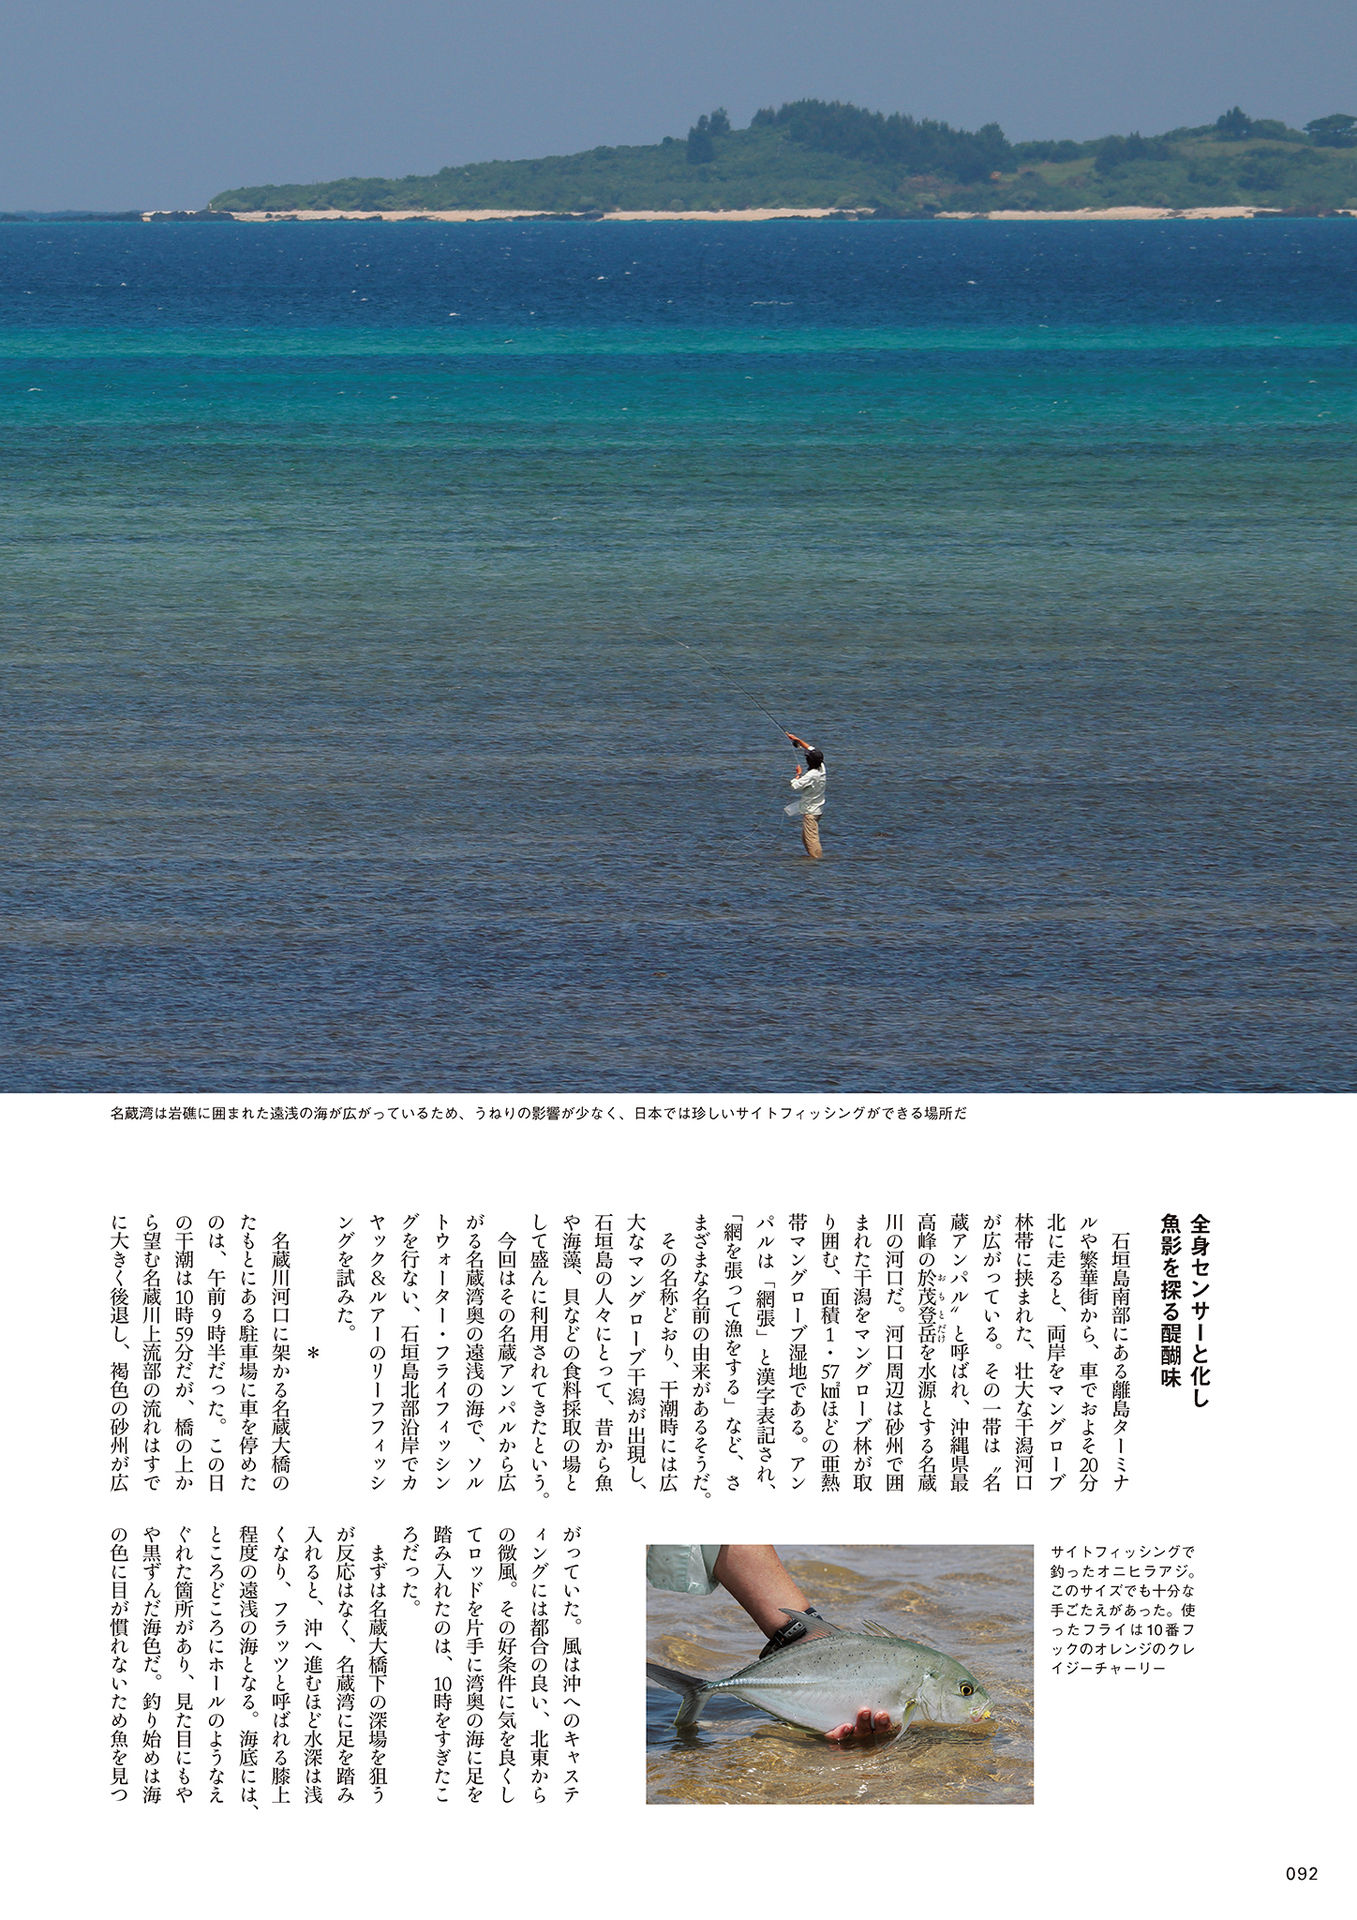 名蔵湾は岩礁に囲まれた遠浅の海が広がっているため、うねりの影響が少なく、日本では珍しいサイトフィッシングができる場所だ
全身センサーと化し
魚影を探る醍醐味
石垣島南部にある離島ターミナ
ルや繁華街から、車でおよそ20分
北に走ると、両岸をマングローブ
林帯に挟まれた、壮大な干潟河口
が広がっている。その一帯は〝名
蔵アンパル〟と呼ばれ、沖縄県最
高峰の於茂登岳を水源とする名蔵
おもとだけ
川の河口だ。河口周辺は砂州で囲
まれた干潟をマングローブ林が取
り囲む、面積1・57㎢ほどの亜熱
帯マングローブ湿地である。アン
パルは「網張」と漢字表記され、
「網を張って漁をする」など、さ
まざまな名前の由来があるそうだ。
その名称どおり、干潮時には広
大なマングローブ干潟が出現し、
石垣島の人々にとって、昔から魚
や海藻、貝などの食料採取の場と
して盛んに利用されてきたという。
今回はその名蔵アンパルから広
がる名蔵湾奥の遠浅の海で、ソル
トウォーター・フライフィッシン
グを行ない、石垣島北部沿岸でカ
ヤック＆ルアーのリーフフィッシ
ングを試みた。
＊
名蔵川河口に架かる名蔵大橋の
たもとにある駐車場に車を停めた
のは、午前9時半だった。この日
の干潮は10時59分だが、橋の上か
ら望む名蔵川上流部の流れはすで
に大きく後退し、褐色の砂州が広
がっていた。風は沖へのキャステ
ィングには都合の良い、北東から
の微風。その好条件に気を良くし
てロッドを片手に湾奥の海に足を
踏み入れたのは、10時をすぎたこ
ろだった。
まずは名蔵大橋下の深場を狙う
が反応はなく、名蔵湾に足を踏み
入れると、沖へ進むほど水深は浅
くなり、フラッツと呼ばれる膝上
程度の遠浅の海となる。海底には、
ところどころにホールのようなえ
ぐれた箇所があり、見た目にもや
や黒ずんだ海色だ。釣り始めは海
の色に目が慣れないため魚を見つ
サイトフィッシングで
釣ったオニヒラアジ。
このサイズでも十分な
手ごたえがあった。使
ったフライは10番フ
ックのオレンジのクレ
イジーチャーリー
092